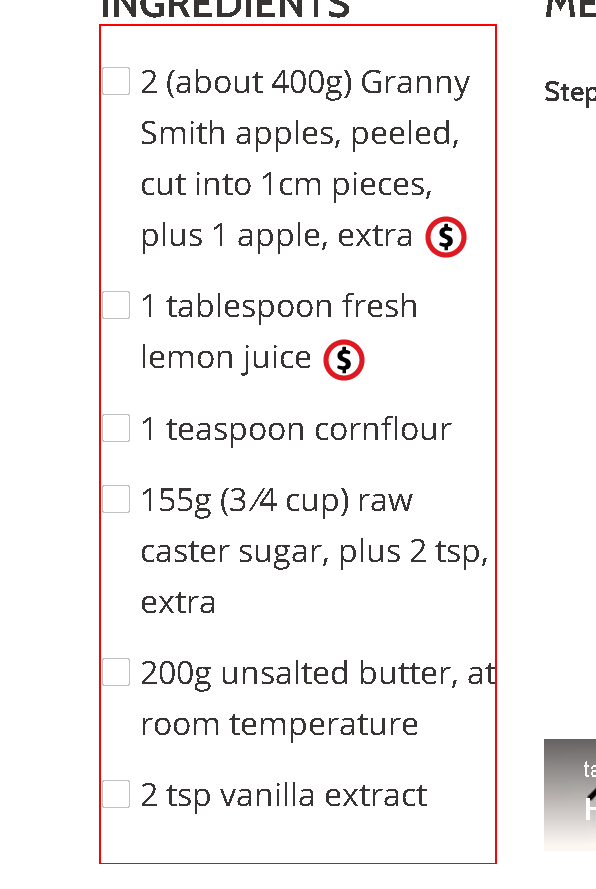 INGREDIENTS
ME
2 (about 400g) Granny
Step
Smith apples, peeled,
cut into 1cm pieces,
plus 1 apple, extra $
1 tablespoon fresh
lemon juice $
1 teaspoon cornflour
155g (3⁄4 cup) raw
caster sugar, plus 2 tsp,
extra
200g unsalted butter, at
room temperature
2 tsp vanilla extract
ta
H